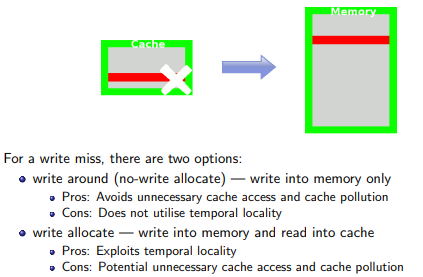 Cache
Memory
For a write miss, there are two options:
write around (no-write allocate) — write into memory only
Pros: Avoids unnecessary cache access and cache pollution
Cons: Does not utilise temporal locality
write allocate — write into memory and read into cache
Pros: Exploits temporal locality
Cons: Potential unnecessary cache access and cache pollution